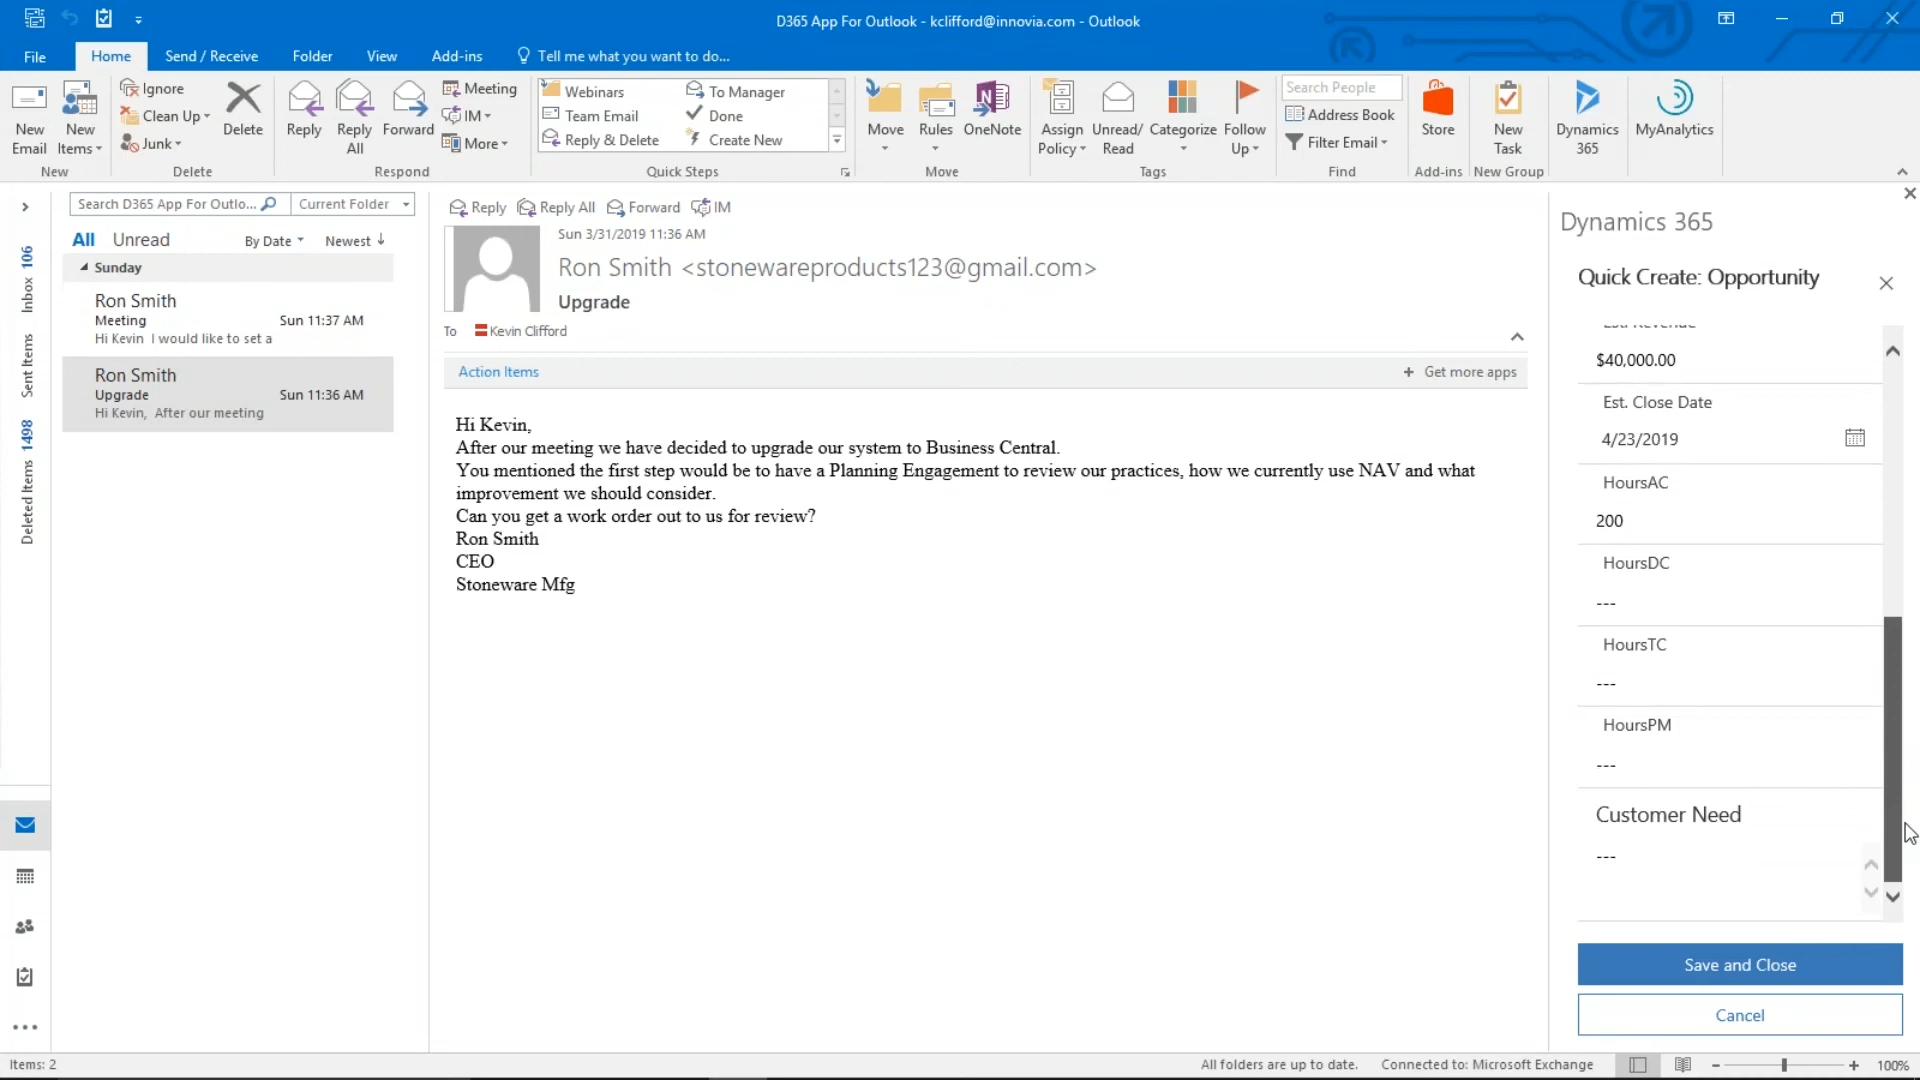 D365 App For Outlook - kclifford@innovia.com - Outlook
File Home Send / Receive Folder View Add-ins Tell me what you want to do...
New Email
New Items
New
Ignore
Clean Up
Junk
Delete
Delete
Reply
Reply All
Forward
Meeting
IM
More
Respond
Webinars
Team Email
Reply & Delete
To Manager
Done
Create New
Quick Steps
Move
Rules
OneNote
Move
Assign Policy
Unread/ Read
Categorize
Follow Up
Tags
Search People
Address Book
Filter Email
Find
Store
Add-ins
New Task
New Group
Dynamics 365
MyAnalytics
Inbox 106
Sent Items
Deleted Items 1498
Search D365 App For Outlo... Current Folder
All Unread By Date Newest
Sunday
Ron Smith
Meeting Sun 11:37 AM
Hi Kevin I would like to set a
Ron Smith
Upgrade Sun 11:36 AM
Hi Kevin, After our meeting
Reply Reply All Forward IM
Sun 3/31/2019 11:36 AM
Ron Smith <stonewareproducts123@gmail.com>
Upgrade
To Kevin Clifford
Action Items + Get more apps
Hi Kevin,
After our meeting we have decided to upgrade our system to Business Central.
You mentioned the first step would be to have a Planning Engagement to review our practices, how we currently use NAV and what
improvement we should consider.
Can you get a work order out to us for review?
Ron Smith
CEO
Stoneware Mfg
Dynamics 365
Quick Create: Opportunity
Est. Revenue
$40,000.00
Est. Close Date
4/23/2019
HoursAC
200
HoursDC
---
HoursTC
---
HoursPM
---
Customer Need
---
Save and Close
Cancel
Items: 2 All folders are up to date. Connected to: Microsoft Exchange - + 100%